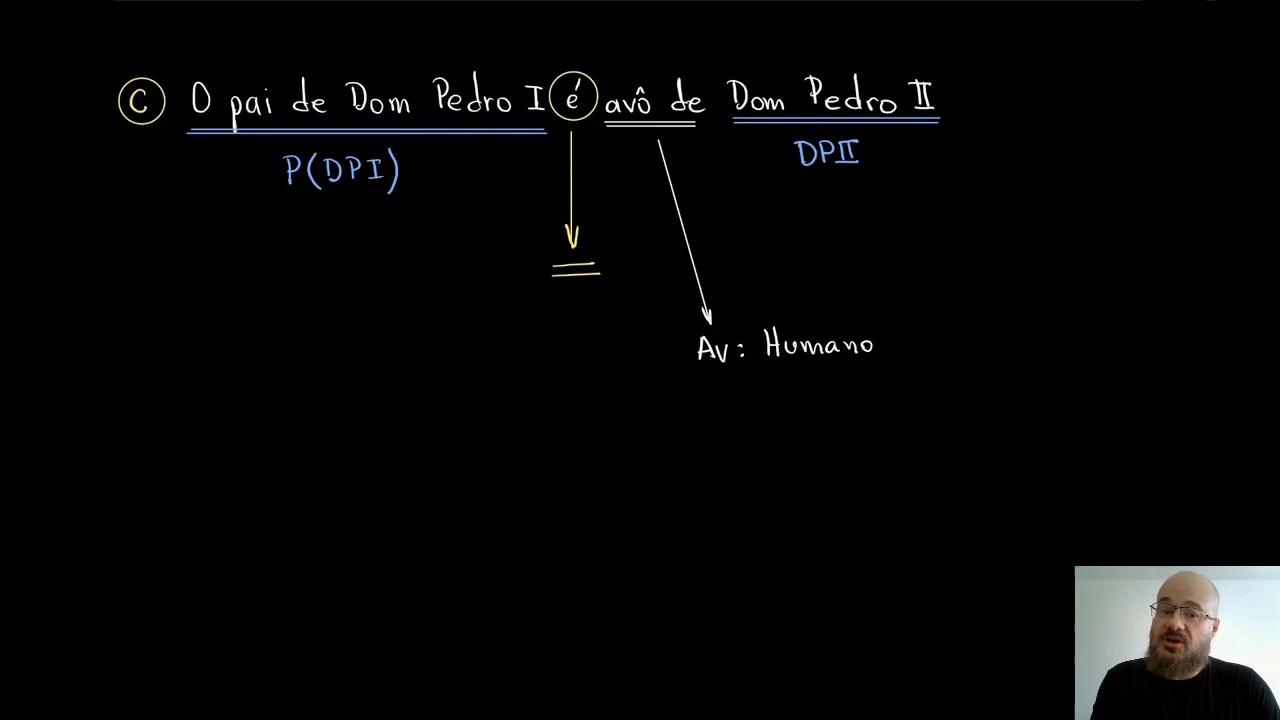 C O pai de Dom Pedro I é avô de Dom Pedro II
P(DPI) DPII
Av: Humano